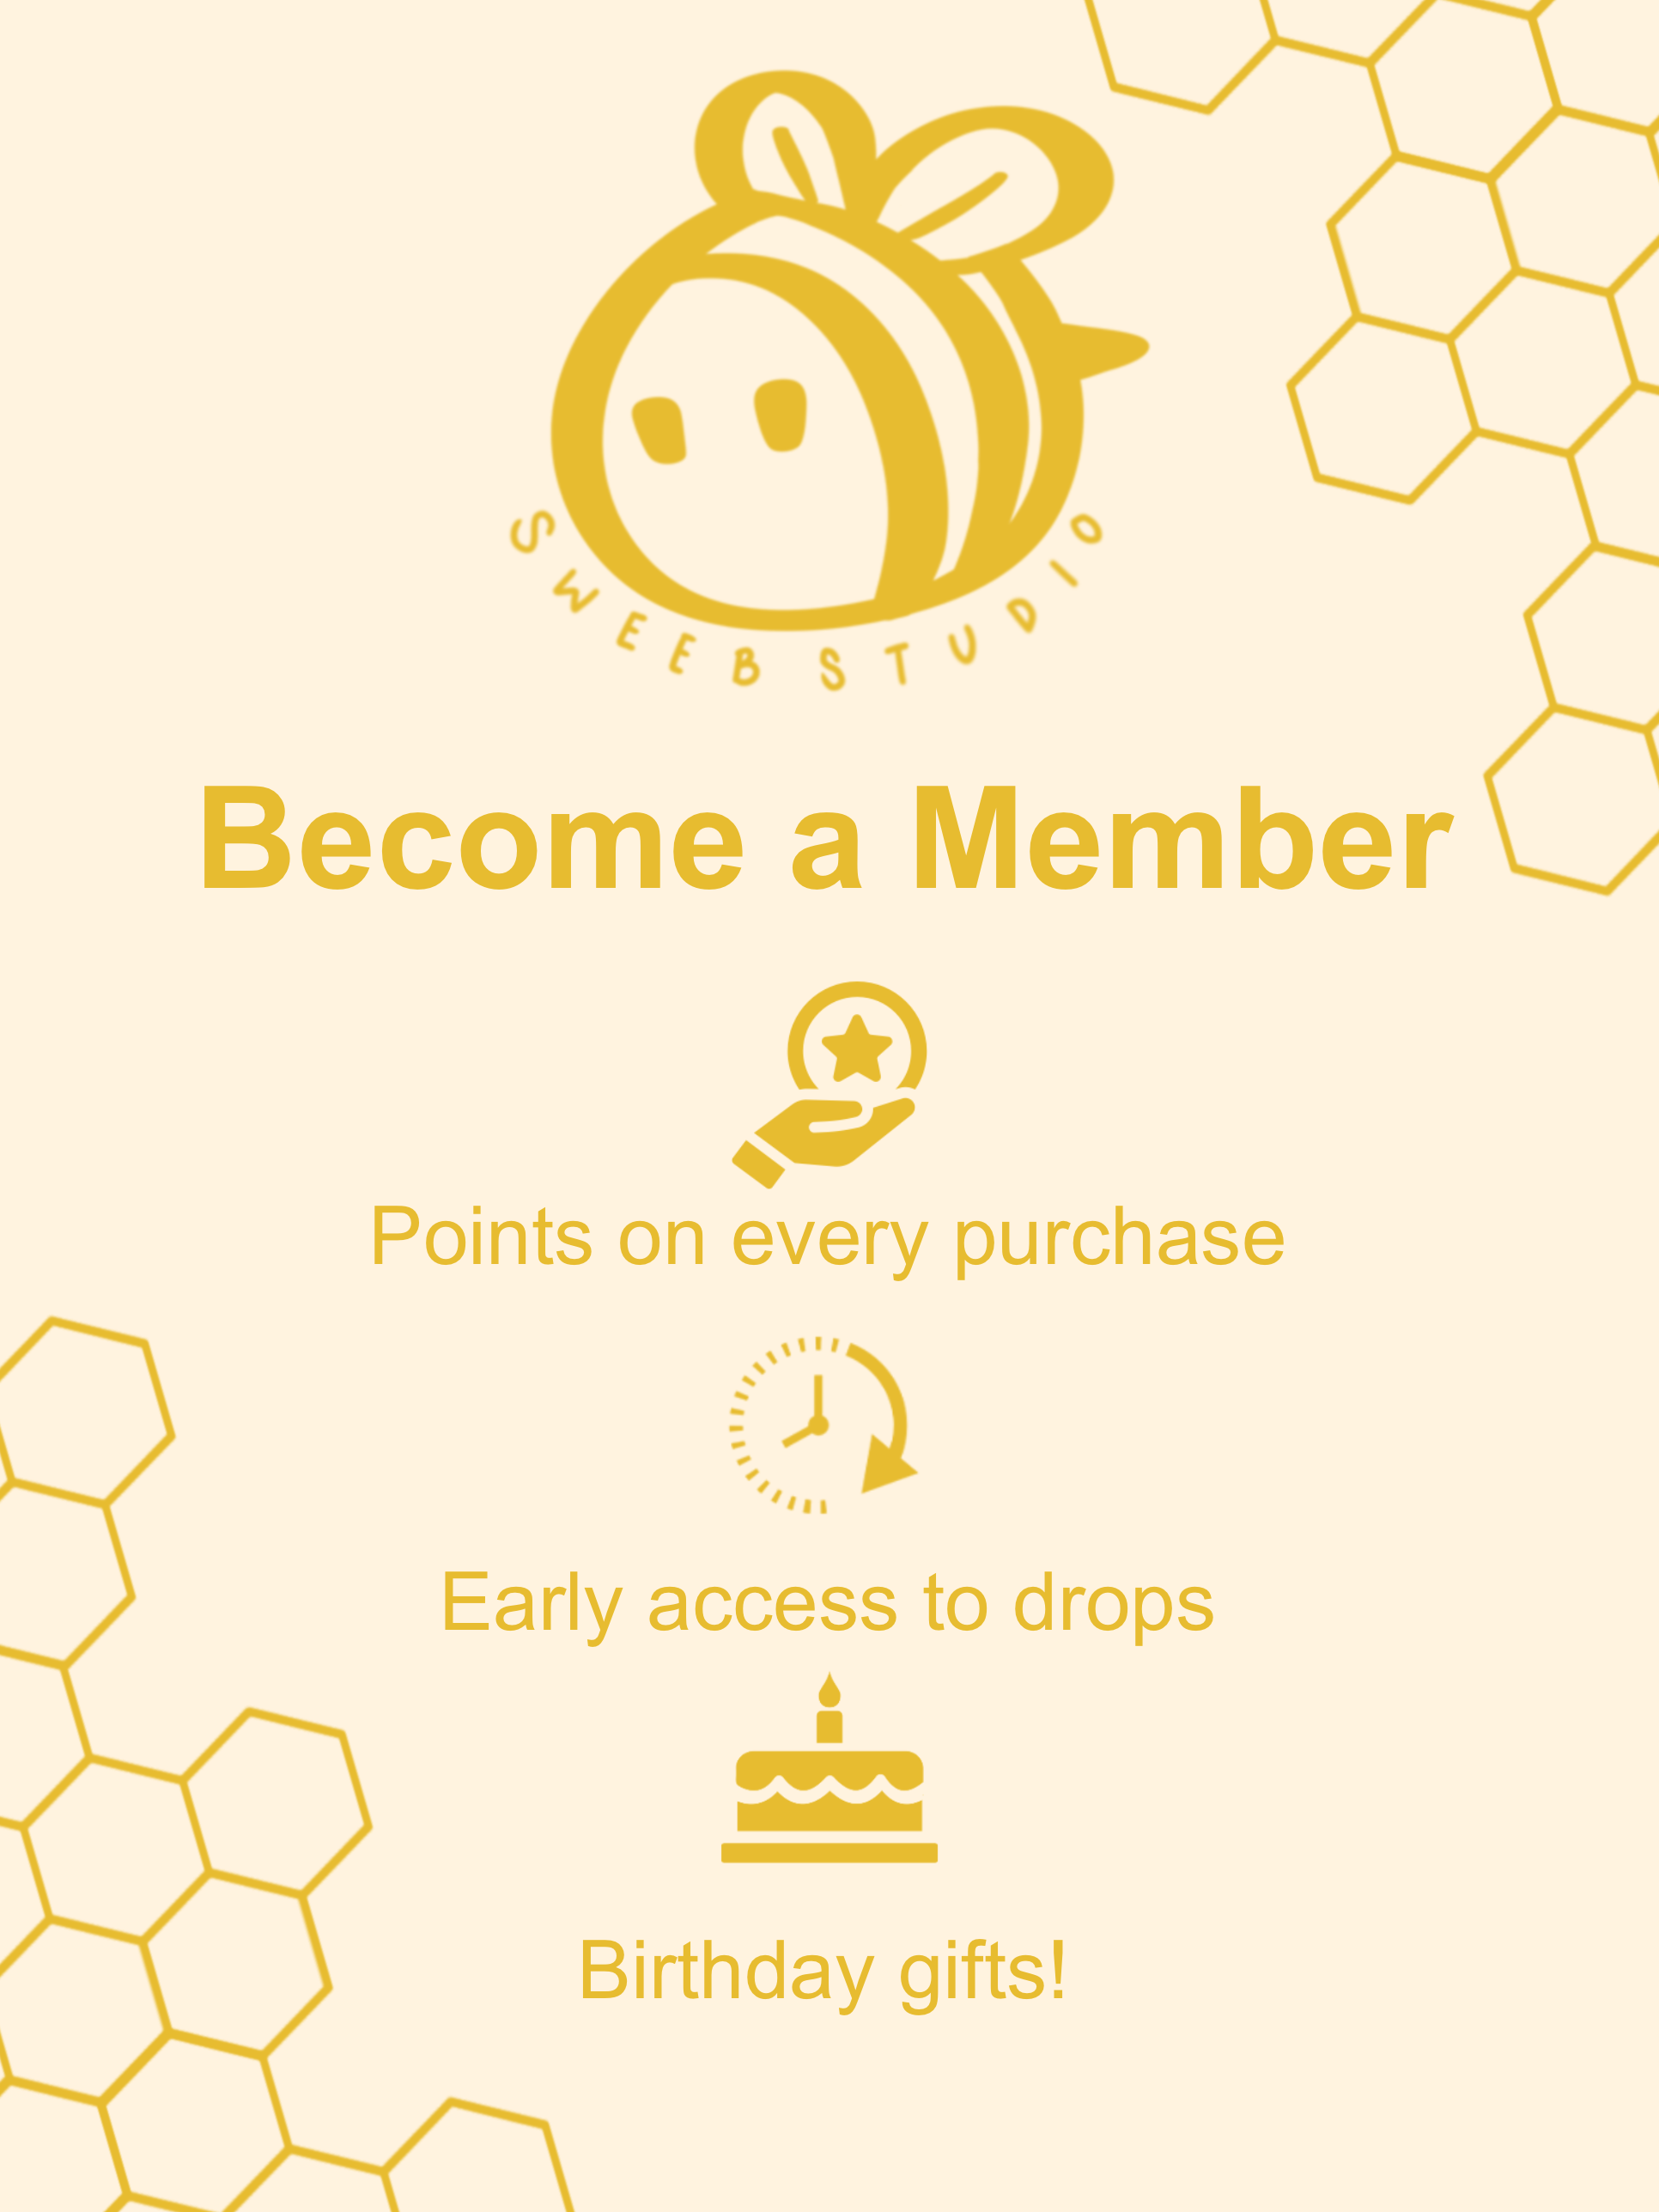 SWEEB STUDIO
Become a Member
Points on every purchase
Early access to drops
Birthday gifts!